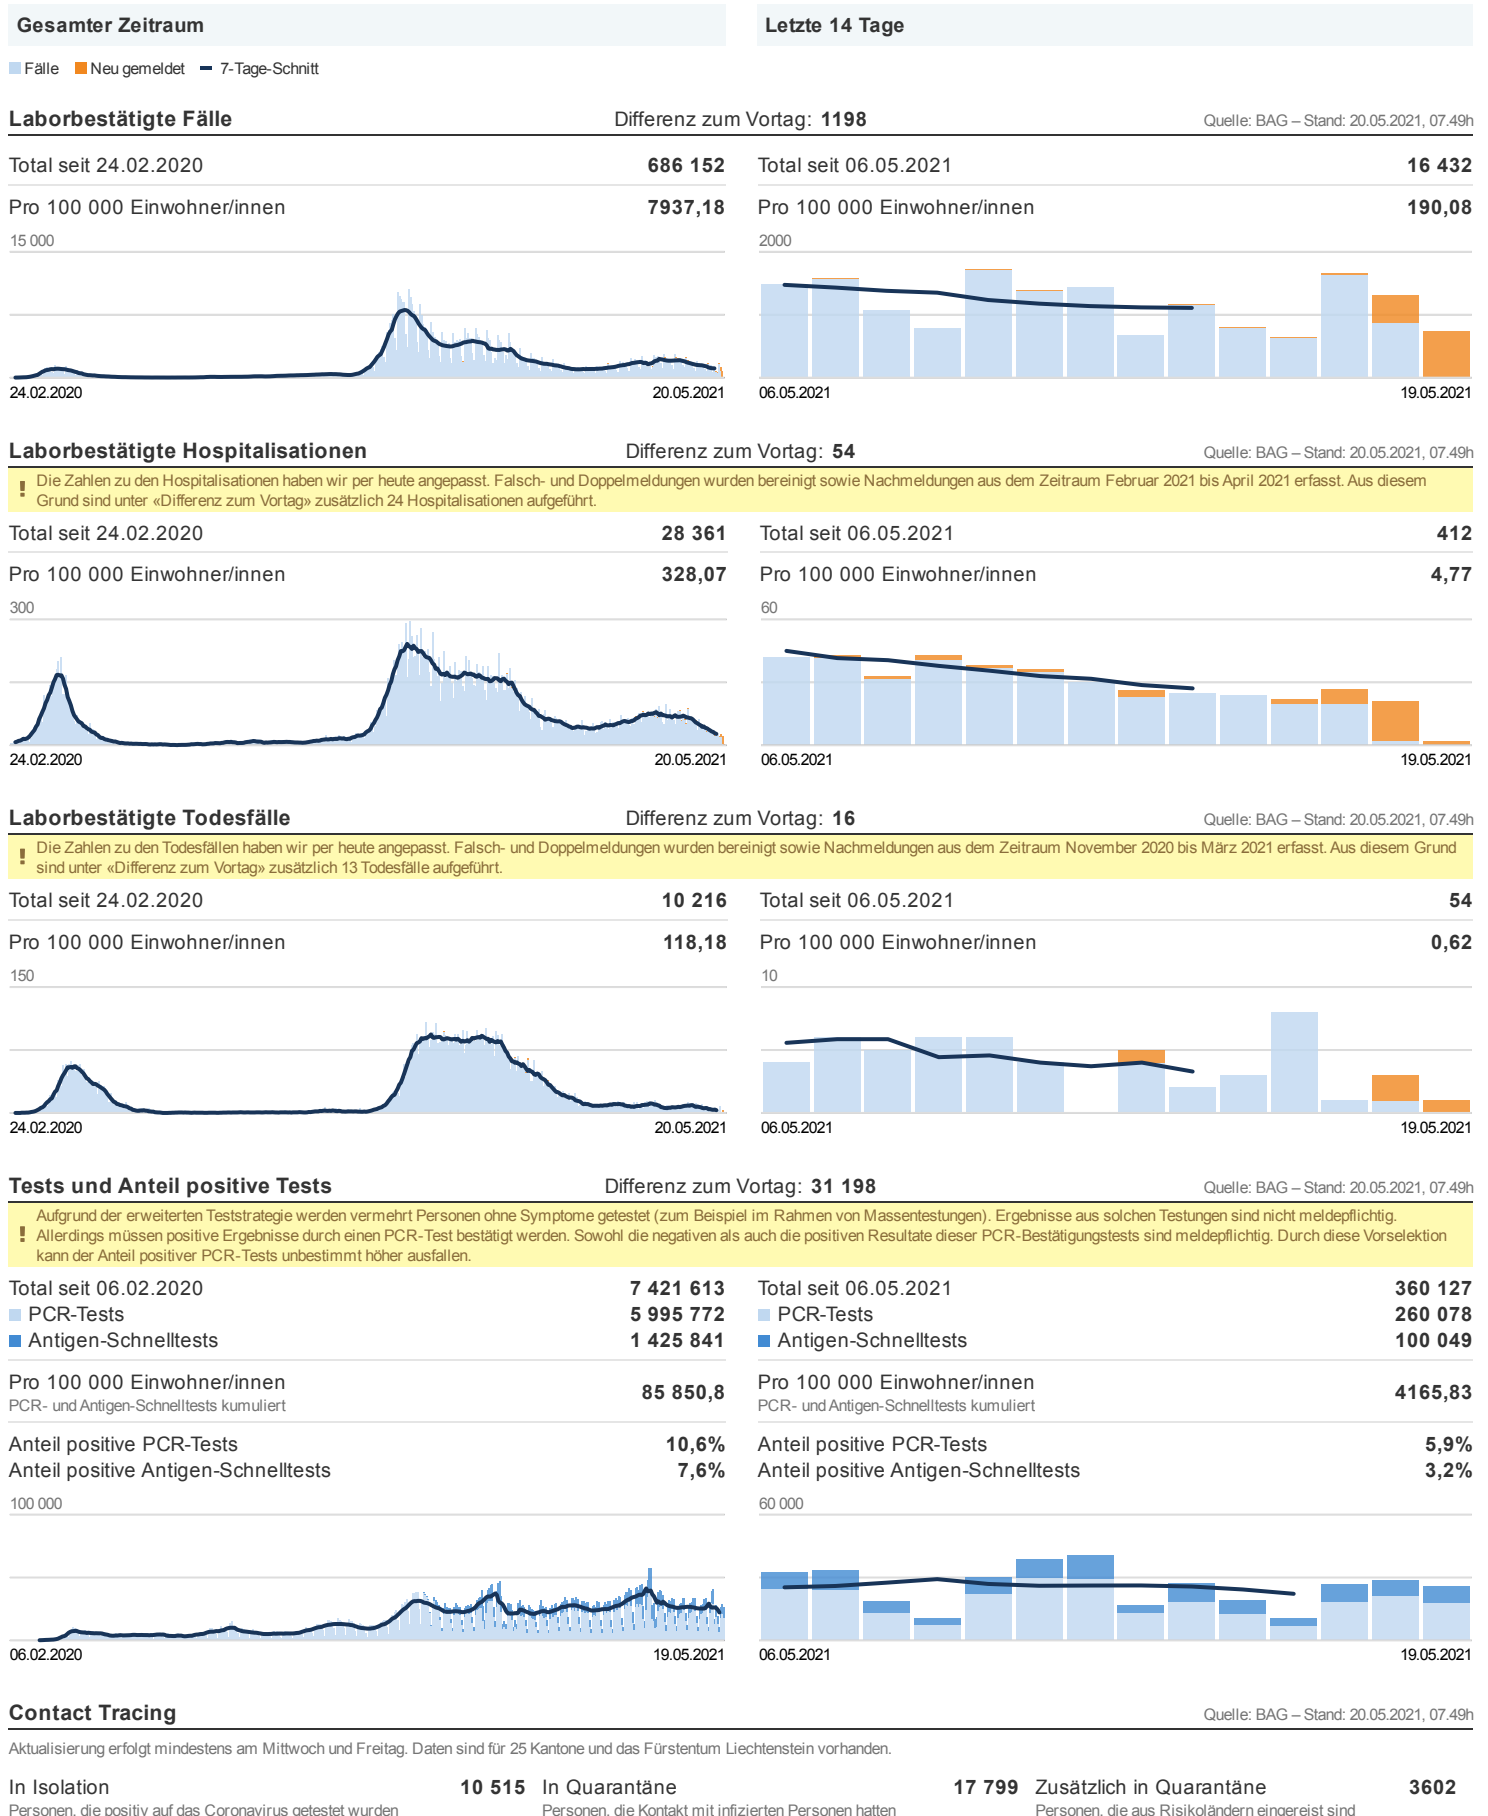 Gesamter Zeitraum
Letzte 14 Tage
Fälle Neu gemeldet 7-Tage-Schnitt
Laborbestätigte Fälle Differenz zum Vortag: 1198 Quelle: BAG – Stand: 20.05.2021, 07.49h
Total seit 24.02.2020 686 152
Pro 100 000 Einwohner/innen 7937,18
15 000
24.02.2020 20.05.2021
Total seit 06.05.2021 16 432
Pro 100 000 Einwohner/innen 190,08
2000
06.05.2021 19.05.2021
Laborbestätigte Hospitalisationen Differenz zum Vortag: 54 Quelle: BAG – Stand: 20.05.2021, 07.49h
! Die Zahlen zu den Hospitalisationen haben wir per heute angepasst. Falsch- und Doppelmeldungen wurden bereinigt sowie Nachmeldungen aus dem Zeitraum Februar 2021 bis April 2021 erfasst. Aus diesem
Grund sind unter «Differenz zum Vortag» zusätzlich 24 Hospitalisationen aufgeführt.
Total seit 24.02.2020 28 361
Pro 100 000 Einwohner/innen 328,07
300
24.02.2020 20.05.2021
Total seit 06.05.2021 412
Pro 100 000 Einwohner/innen 4,77
60
06.05.2021 19.05.2021
Laborbestätigte Todesfälle Differenz zum Vortag: 16 Quelle: BAG – Stand: 20.05.2021, 07.49h
! Die Zahlen zu den Todesfällen haben wir per heute angepasst. Falsch- und Doppelmeldungen wurden bereinigt sowie Nachmeldungen aus dem Zeitraum November 2020 bis März 2021 erfasst. Aus diesem Grund
sind unter «Differenz zum Vortag» zusätzlich 13 Todesfälle aufgeführt.
Total seit 24.02.2020 10 216
Pro 100 000 Einwohner/innen 118,18
150
24.02.2020 20.05.2021
Total seit 06.05.2021 54
Pro 100 000 Einwohner/innen 0,62
10
06.05.2021 19.05.2021
Tests und Anteil positive Tests Differenz zum Vortag: 31 198 Quelle: BAG – Stand: 20.05.2021, 07.49h
Aufgrund der erweiterten Teststrategie werden vermehrt Personen ohne Symptome getestet (zum Beispiel im Rahmen von Massentestungen). Ergebnisse aus solchen Testungen sind nicht meldepflichtig.
! Allerdings müssen positive Ergebnisse durch einen PCR-Test bestätigt werden. Sowohl die negativen als auch die positiven Resultate dieser PCR-Bestätigungstests sind meldepflichtig. Durch diese Vorselektion
kann der Anteil positiver PCR-Tests unbestimmt höher ausfallen.
Total seit 06.02.2020 7 421 613
PCR-Tests 5 995 772
Antigen-Schnelltests 1 425 841
Pro 100 000 Einwohner/innen 85 850,8
PCR- und Antigen-Schnelltests kumuliert
Anteil positive PCR-Tests 10,6%
Anteil positive Antigen-Schnelltests 7,6%
100 000
06.02.2020 19.05.2021
Total seit 06.05.2021 360 127
PCR-Tests 260 078
Antigen-Schnelltests 100 049
Pro 100 000 Einwohner/innen 4165,83
PCR- und Antigen-Schnelltests kumuliert
Anteil positive PCR-Tests 5,9%
Anteil positive Antigen-Schnelltests 3,2%
60 000
06.05.2021 19.05.2021
Contact Tracing Quelle: BAG – Stand: 20.05.2021, 07.49h
Aktualisierung erfolgt mindestens am Mittwoch und Freitag. Daten sind für 25 Kantone und das Fürstentum Liechtenstein vorhanden.
In Isolation 10 515
Personen, die positiv auf das Coronavirus getestet wurden
In Quarantäne 17 799
Personen, die Kontakt mit infizierten Personen hatten
Zusätzlich in Quarantäne 3602
Personen, die aus Risikoländern eingereist sind